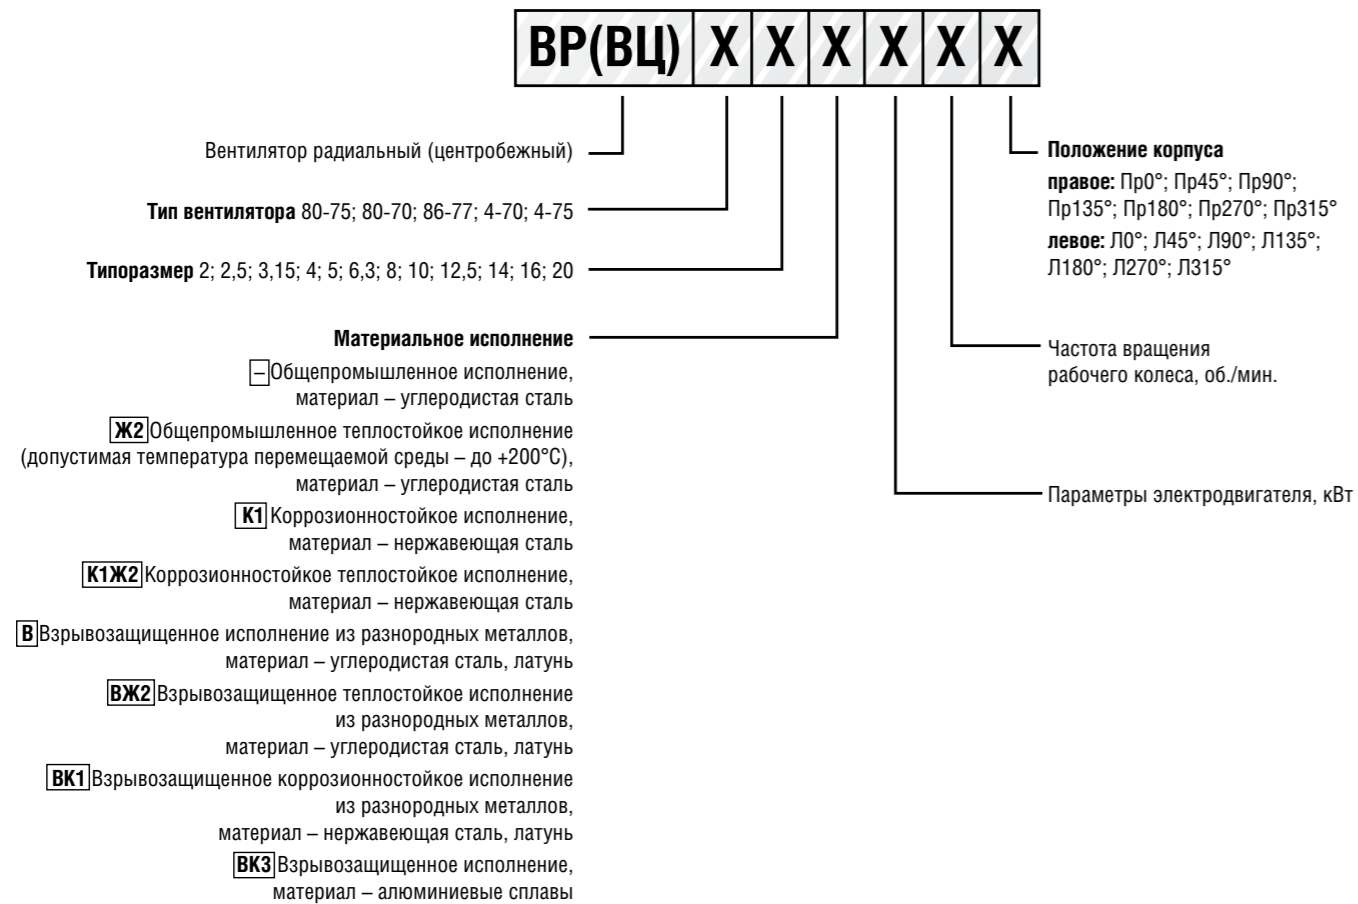 ВР(ВЦ) X X X X X X
Вентилятор радиальный (центробежный)
Тип вентилятора 80-75; 80-70; 86-77; 4-70; 4-75
Типоразмер 2; 2,5; 3,15; 4; 5; 6,3; 8; 10; 12,5; 14; 16; 20
Материальное исполнение
– Общепромышленное исполнение,
материал – углеродистая сталь
Ж2 Общепромышленное теплостойкое исполнение
(допустимая температура перемещаемой среды – до +200°С),
материал – углеродистая сталь
К1 Коррозионностойкое исполнение,
материал – нержавеющая сталь
К1Ж2 Коррозионностойкое теплостойкое исполнение,
материал – нержавеющая сталь
В Взрывозащищенное исполнение из разнородных металлов,
материал – углеродистая сталь, латунь
ВЖ2 Взрывозащищенное теплостойкое исполнение
из разнородных металлов,
материал – углеродистая сталь, латунь
ВК1 Взрывозащищенное коррозионностойкое исполнение
из разнородных металлов,
материал – нержавеющая сталь, латунь
ВК3 Взрывозащищенное исполнение,
материал – алюминиевые сплавы
Положение корпуса
правое: Пр0°; Пр45°; Пр90°;
Пр135°; Пр180°; Пр270°; Пр315°
левое: Л0°; Л45°; Л90°; Л135°;
Л180°; Л270°; Л315°
Частота вращения
рабочего колеса, об./мин.
Параметры электродвигателя, кВт